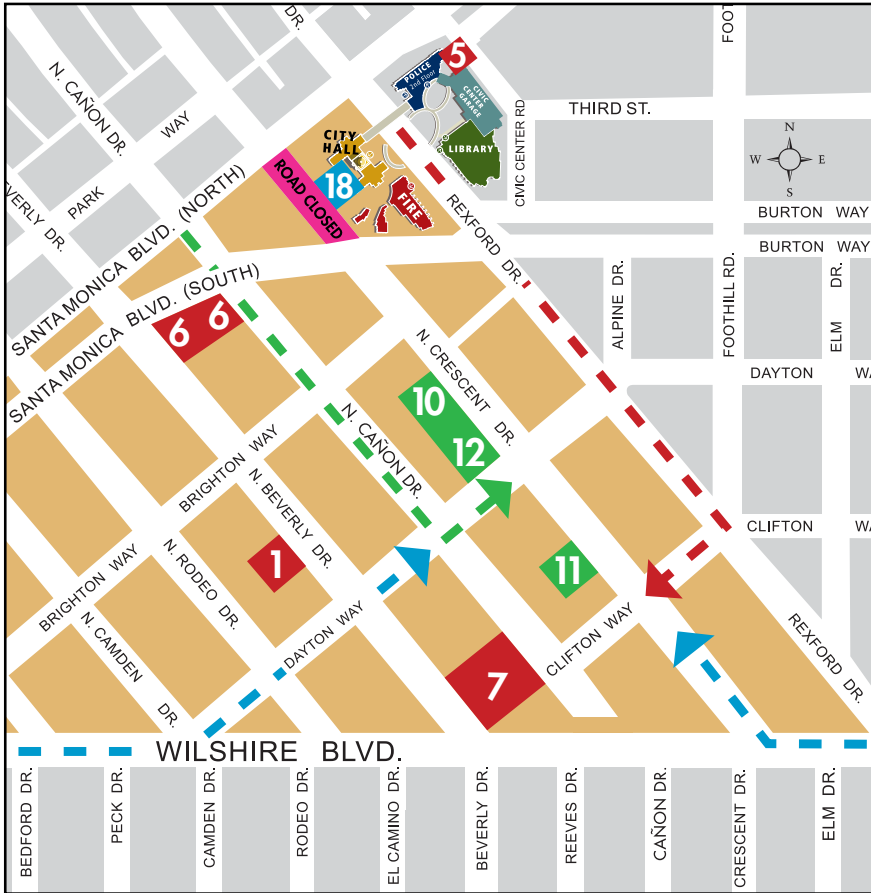 DR.
FOOT
N. CAÑON DR.
5
POLICE
2nd Floor
CIVIC
CENTER
GARAGE
CIVIC CENTER RD
THIRD ST.
WAY
PARK
CITY
HALL
LIBRARY
N
W E
S
EVERLY DR.
ROAD CLOSED
18
FIRE
REXFORD DR.
BURTON WAY
BURTON WAY
SANTA MONICA BLVD. (NORTH)
SANTA MONICA BLVD. (SOUTH)
ALPINE DR.
FOOTHILL RD.
ELM DR.
6 6
N. CRESCENT DR.
DAYTON WA
10
12
N. CAÑON DR.
BRIGHTON WAY
N. BEVERLY DR.
CLIFTON WA
1
11
BRIGHTON WAY
N. RODEO DR.
N. CAMDEN DR.
DAYTON WAY
CLIFTON WAY
REXFORD DR.
7
WILSHIRE BLVD.
BEDFORD DR.
PECK DR.
CAMDEN DR.
RODEO DR.
EL CAMINO DR.
BEVERLY DR.
REEVES DR.
CAÑON DR.
CRESCENT DR.
ELM DR.